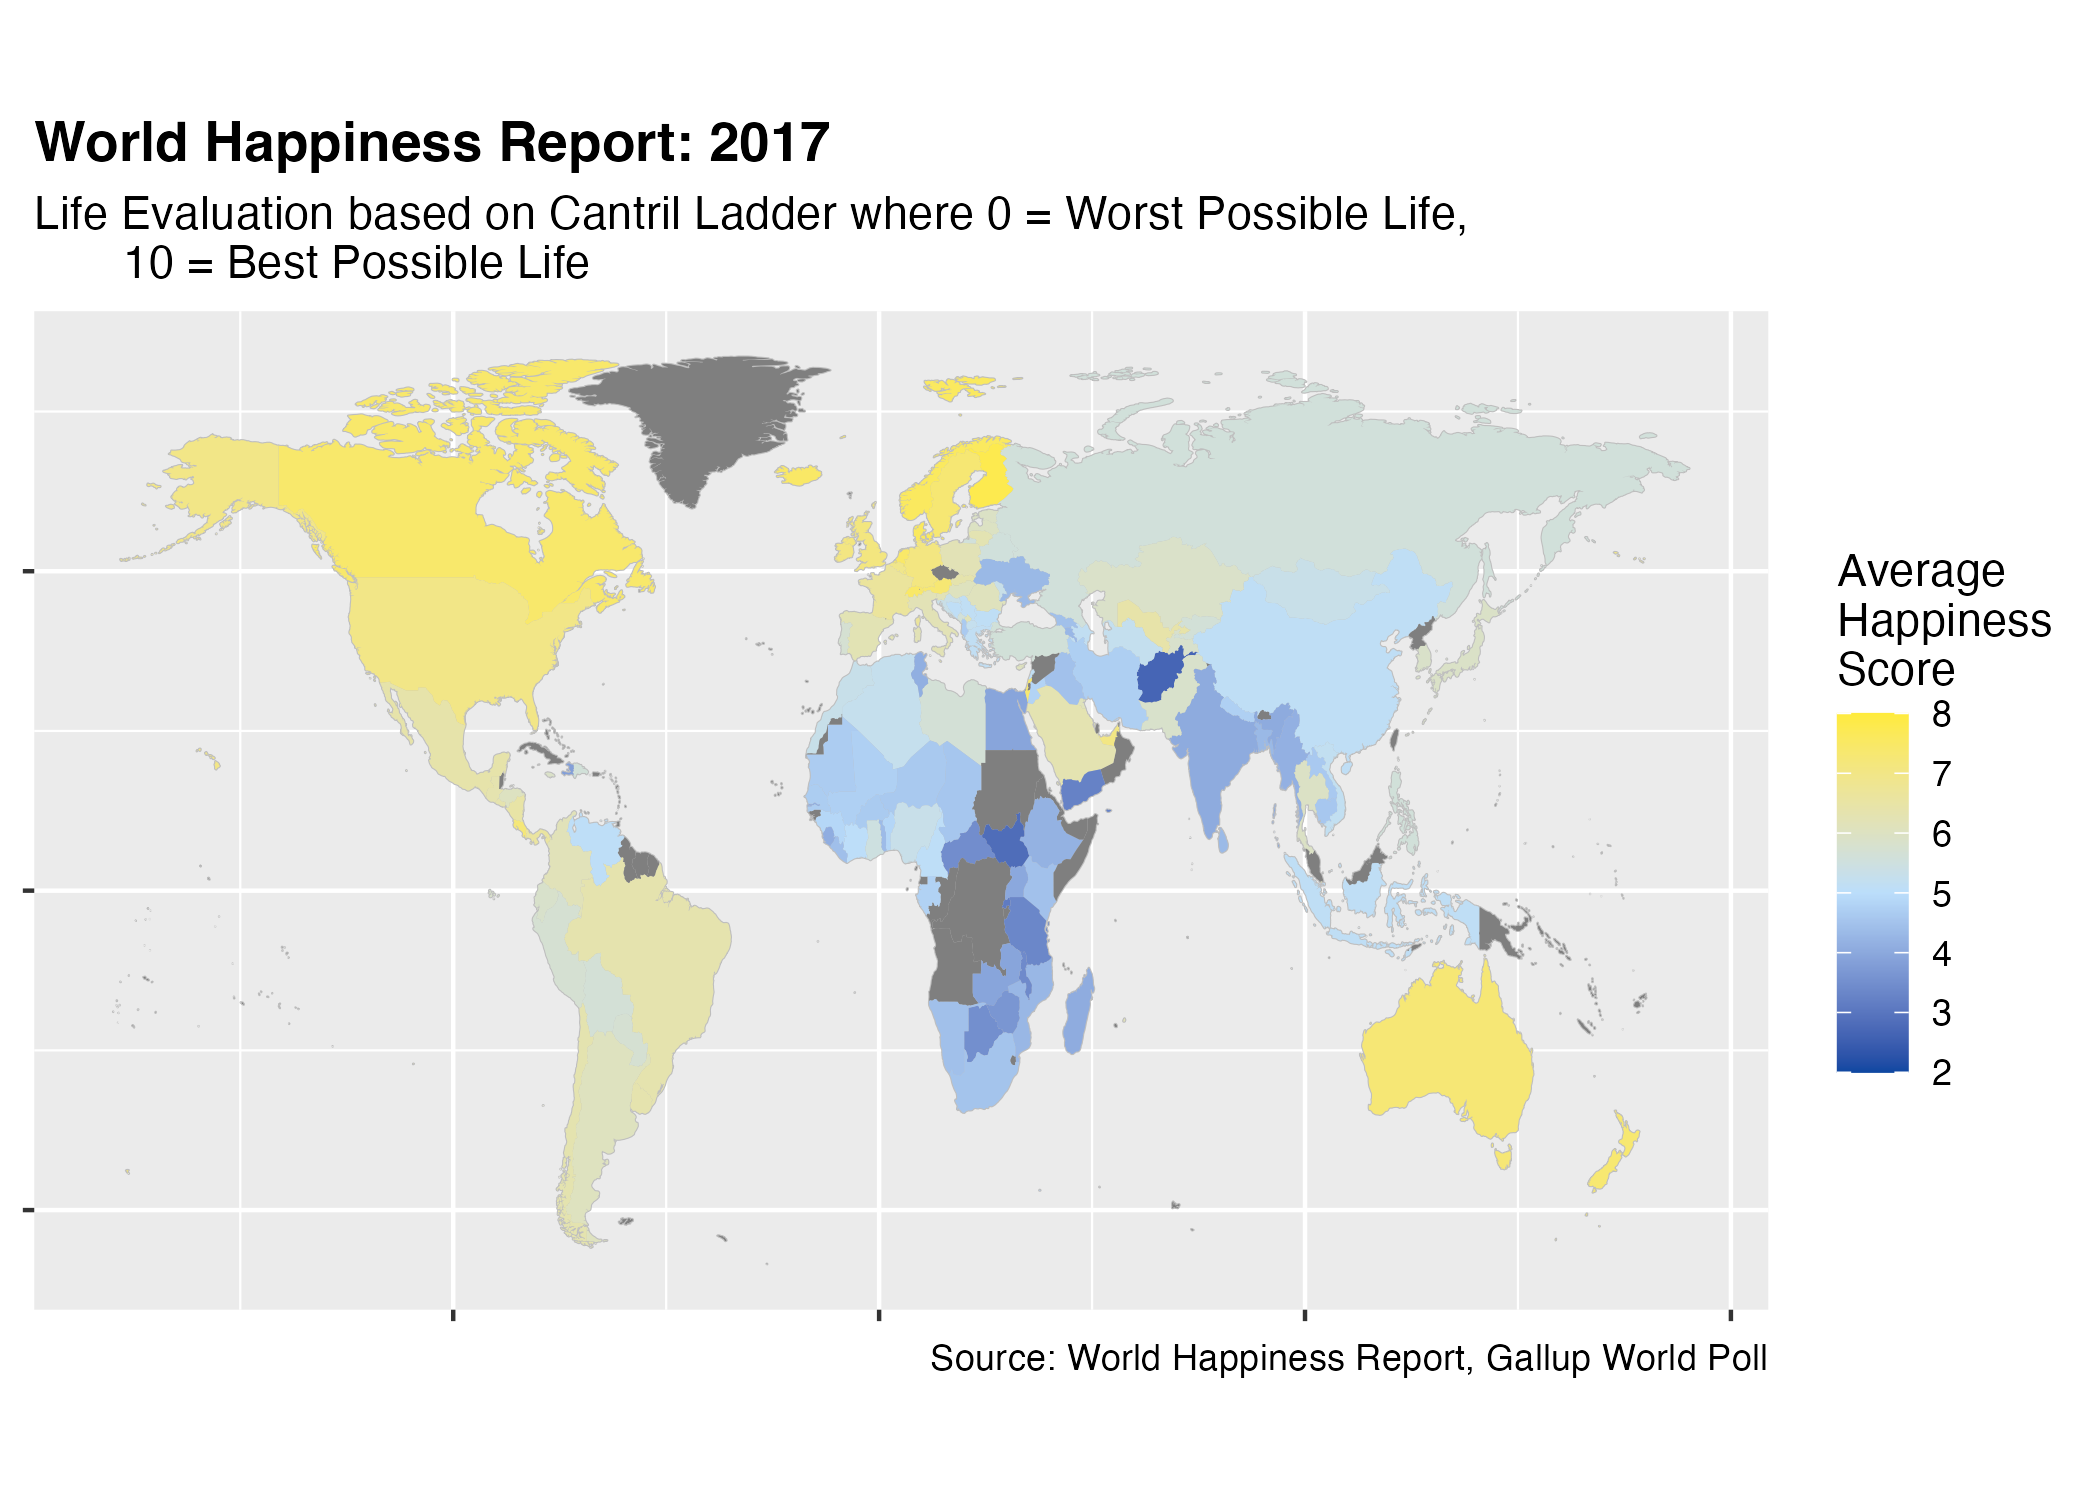 World Happiness Report: 2017
Life Evaluation based on Cantril Ladder where 0 = Worst Possible Life,
10 = Best Possible Life
Average
Happiness
Score
8
7
6
5
4
3
2
Source: World Happiness Report, Gallup World Poll